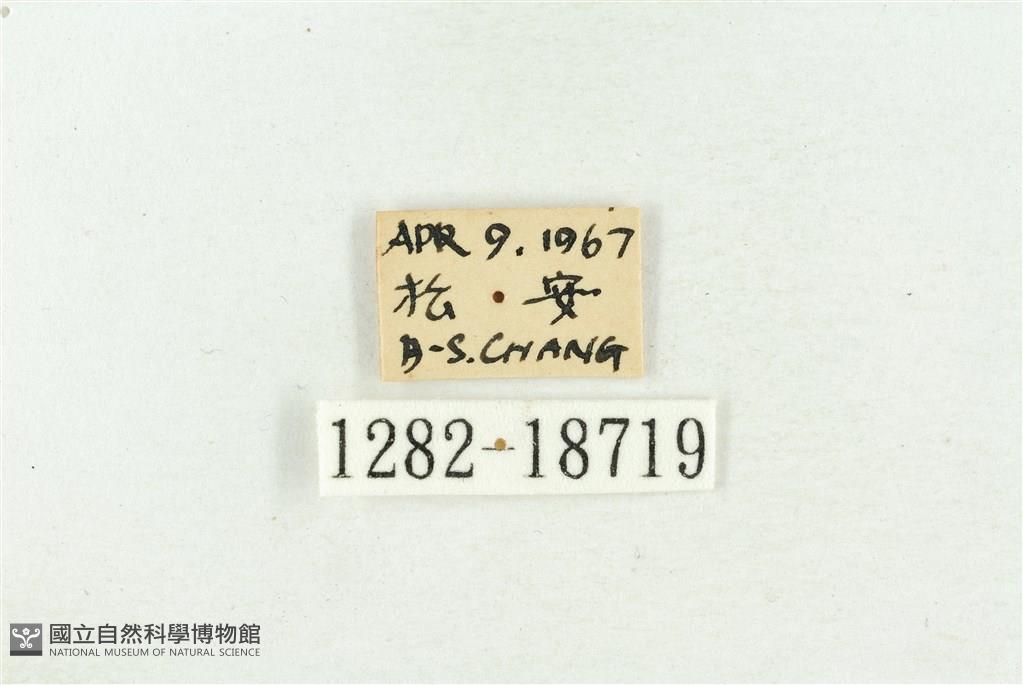 APR 9. 1967
松 安
B-S. CHANG
1282-18719
國立自然科學博物館
NATIONAL MUSEUM OF NATURAL SCIENCE